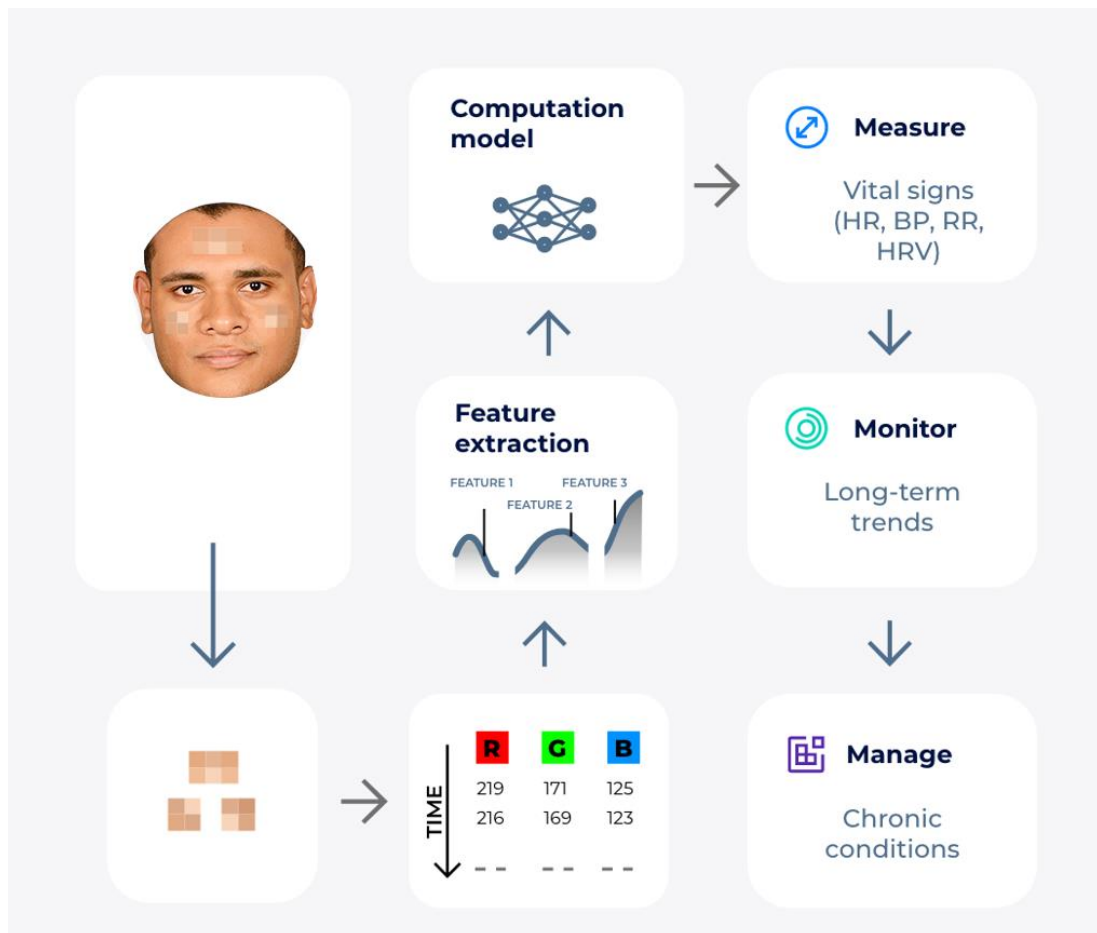 Computation
model
Measure
Vital signs
(HR, BP, RR,
HRV)
Feature
extraction
FEATURE 1
FEATURE 2
FEATURE 3
Monitor
Long-term
trends
TIME
R G B
219 171 125
216 169 123
Manage
Chronic
conditions